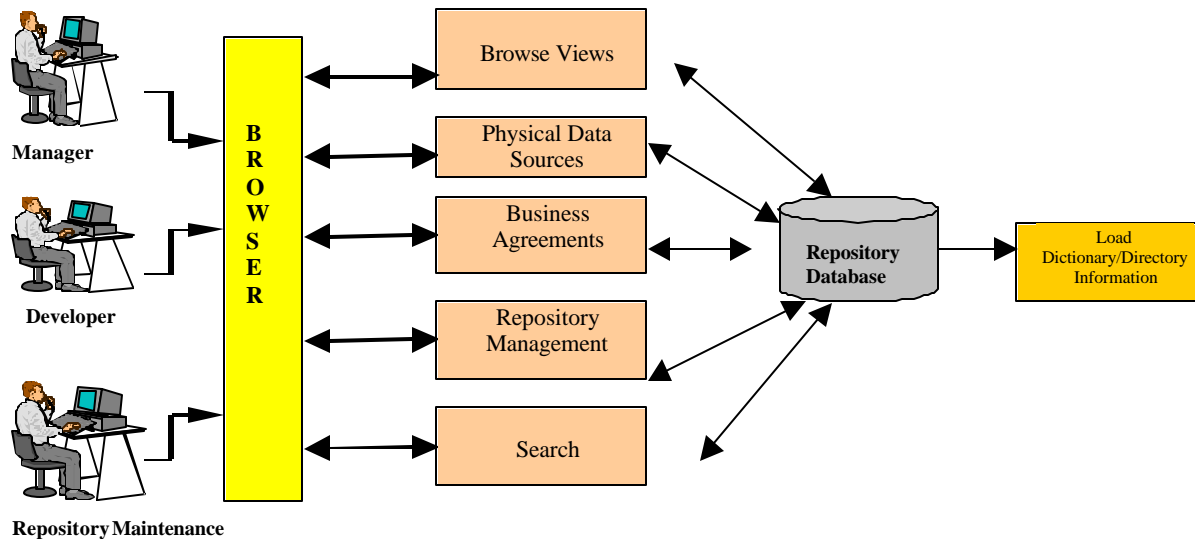 Manager
Developer
Repository Maintenance
BROWSER
Browse Views
Physical Data
Sources
Business
Agreements
Repository
Management
Search
Repository
Database
Load
Dictionary/Directory
Information